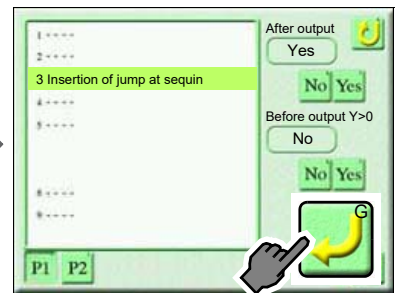 1 ----
2 ----
3 Insertion of jump at sequin
4 ----
5 ----
8 ----
9 ----
After output
Yes
No Yes
Before output Y>0
No
No Yes
G
P1 P2